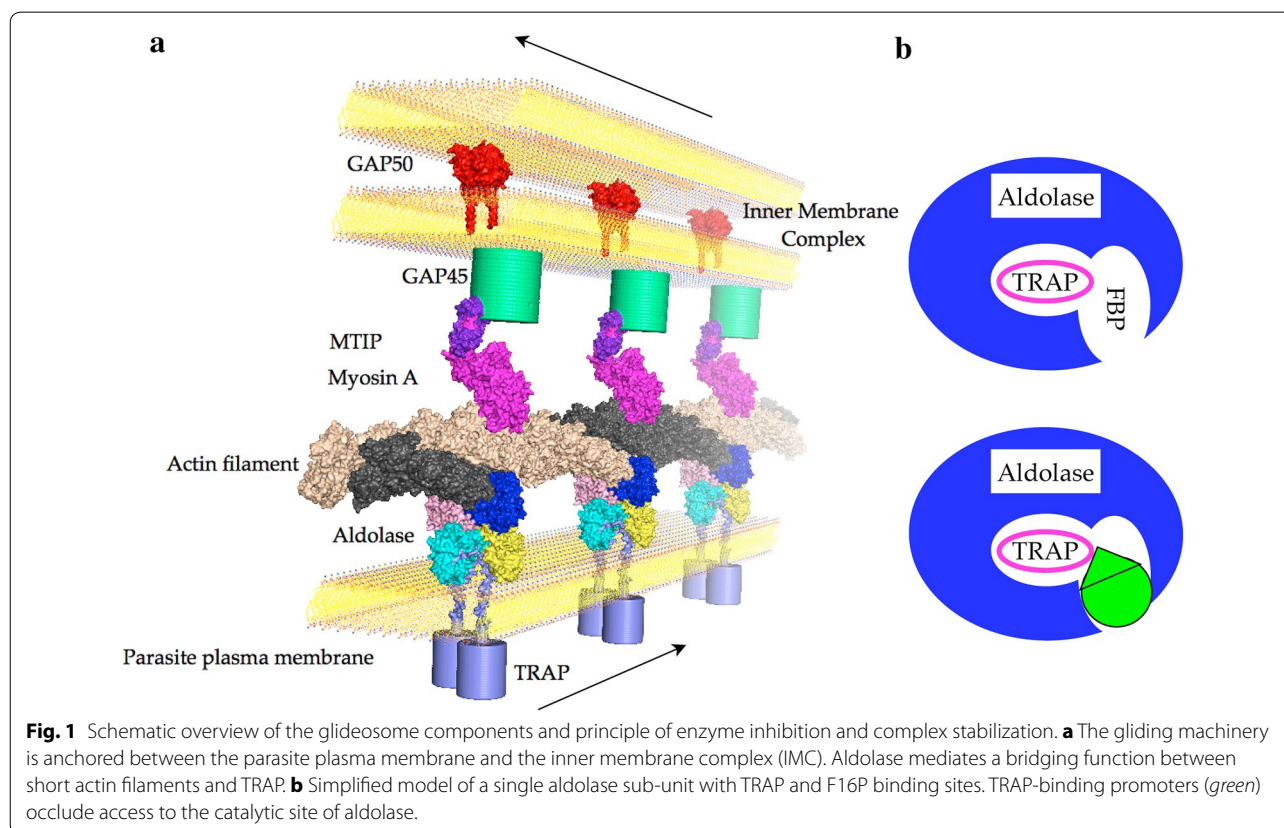 a
b
GAP50
Inner Membrane
Complex
GAP45
MTIP
Myosin A
Actin filament
Aldolase
Parasite plasma membrane
TRAP
Aldolase
TRAP
FBP
Aldolase
TRAP
Fig. 1 Schematic overview of the glideosome components and principle of enzyme inhibition and complex stabilization. a The gliding machinery
is anchored between the parasite plasma membrane and the inner membrane complex (IMC). Aldolase mediates a bridging function between
short actin filaments and TRAP. b Simplified model of a single aldolase sub-unit with TRAP and F16P binding sites. TRAP-binding promoters (green)
occlude access to the catalytic site of aldolase.